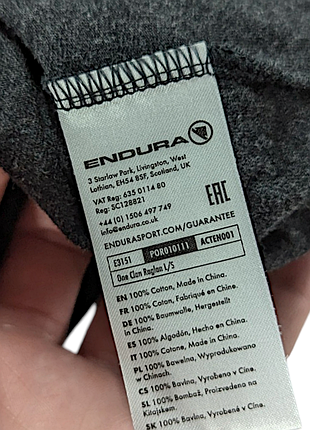 ENDURA
3 Starlaw Park, Livingston, West
Lothian, EH54 8SF, Scotland, UK
VAT Reg: 635 0114 80
Reg: SC128821
+44 (0) 1506 497 749
info@endura.co.uk
EAC
ENDURASPORT.COM/GUARANTEE
E3151 POR010111 ACTEN001
One Clan Raglan L/S
EN 100% Cotton, Made in China.
FR 100% Coton, Fabriqué en Chine.
DE 100% Baumwolle, Hergestellt
in China.
ES 100% Algodón, Hecho en China.
IT 100% Cotone, Made in China.
PL 100% Bawełna, Wyprodukowano
w Chinach.
CS 100% Bavlna, Vyrobeno v Číne.
SL 100% Bombaž, Proizvedeno na
Kitajskem.
SK 100% Bavlna, Vyrobené v Číne.